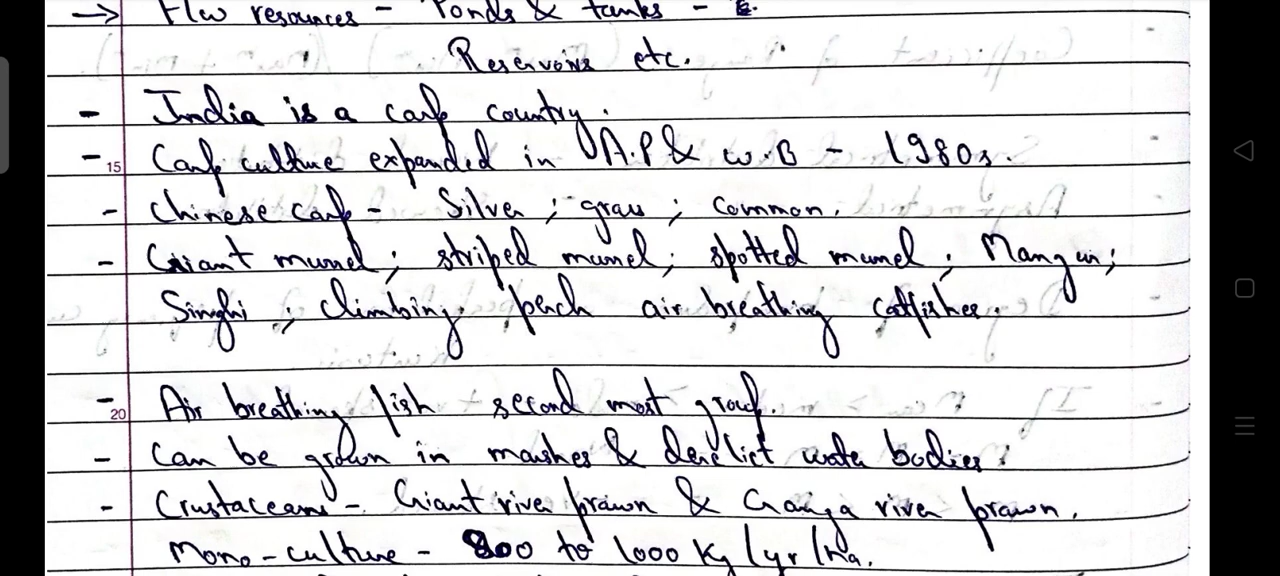 → F/w resources - Ponds & tanks -
Reservoirs etc.
- India is a carp country.
- Carp culture expanded in A.P & W.B - 1980s.
15
- Chinese carp - Silver ; grass ; common.
- Giant murrel ; striped murrel ; spotted murrel ; Mangur ;
Singhi ; climbing perch air breathing catfishes.
- Air breathing fish second most group.
20
- Can be grown in marshes & derelict water bodies.
- Crustaceans - Giant river prawn & Ganga river prawn.
Mono-culture - 800 to 1000 Kg/yr/ha.